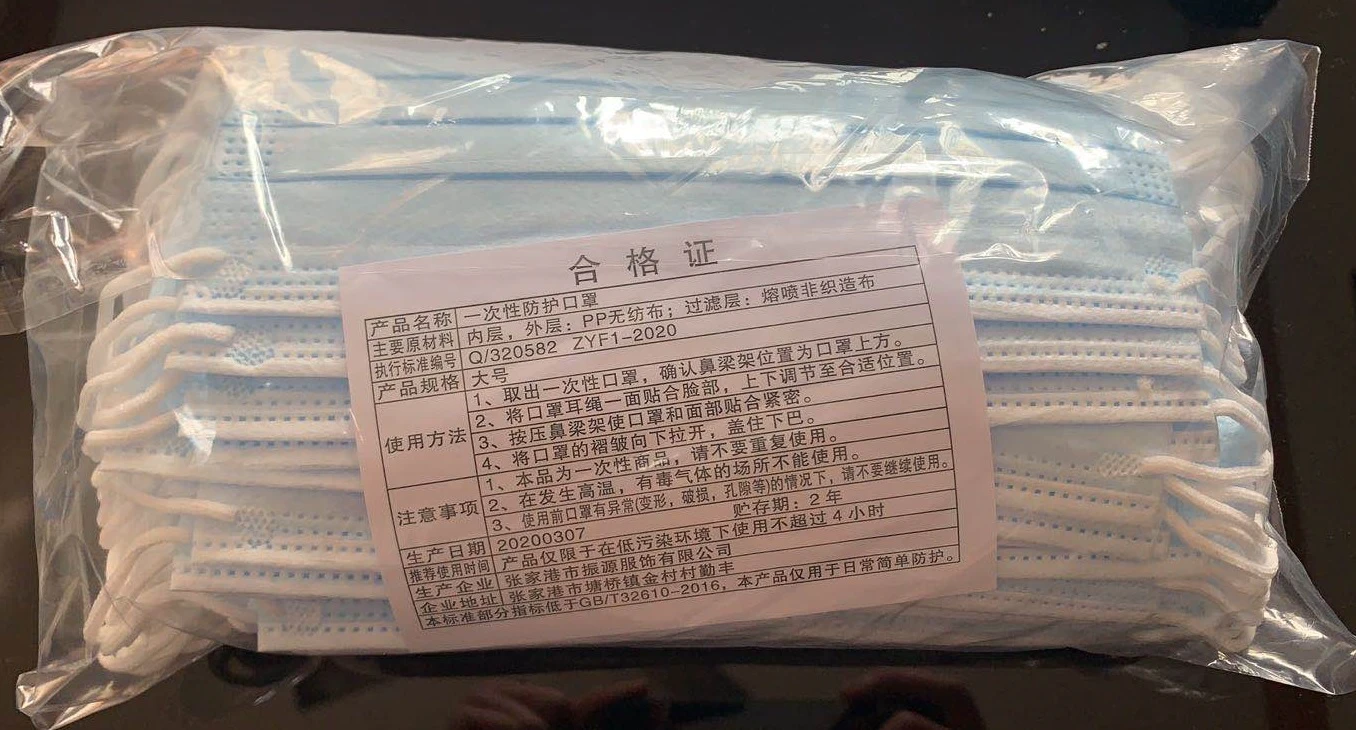 合格证
产品名称 一次性防护口罩
主要原材料 内层，外层：PP无纺布；过滤层：熔喷非织造布
执行标准编号 Q/320582 ZYF1-2020
产品规格 大号
使用方法 1、取出一次性口罩，确认鼻梁架位置为口罩上方。
2、将口罩耳绳一面贴合脸部，上下调节至合适位置。
3、按压鼻梁架使口罩和面部贴合紧密。
4、将口罩的褶皱向下拉开，盖住下巴。
注意事项 1、本品为一次性商品，请不要重复使用。
2、在发生高温，有毒气体的场所不能使用。
3、使用前口罩有异常(变形，破损，孔隙等)的情况下，请不要继续使用。
生产日期 20200307 贮存期：2年
推荐使用时间 产品仅限于在低污染环境下使用不超过4小时
生产企业 张家港市振源服饰有限公司
企业地址 张家港市塘桥镇金村村勤丰
本标准部分指标低于GB/T32610-2016，本产品仅用于日常简单防护。